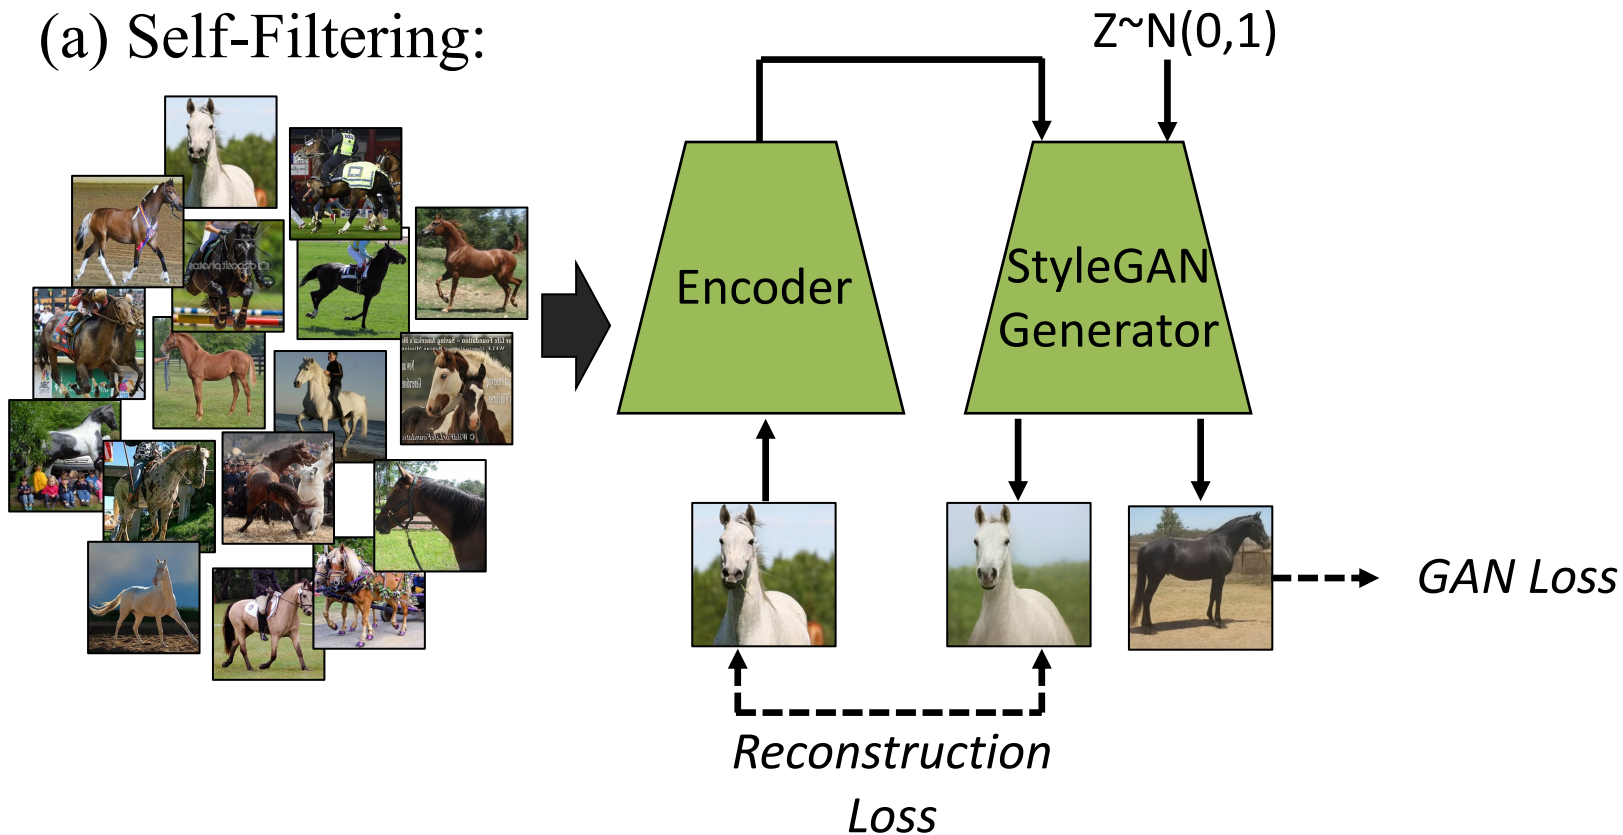 (a) Self-Filtering:
Z~N(0,1)
Encoder
StyleGAN
Generator
GAN Loss
Reconstruction
Loss